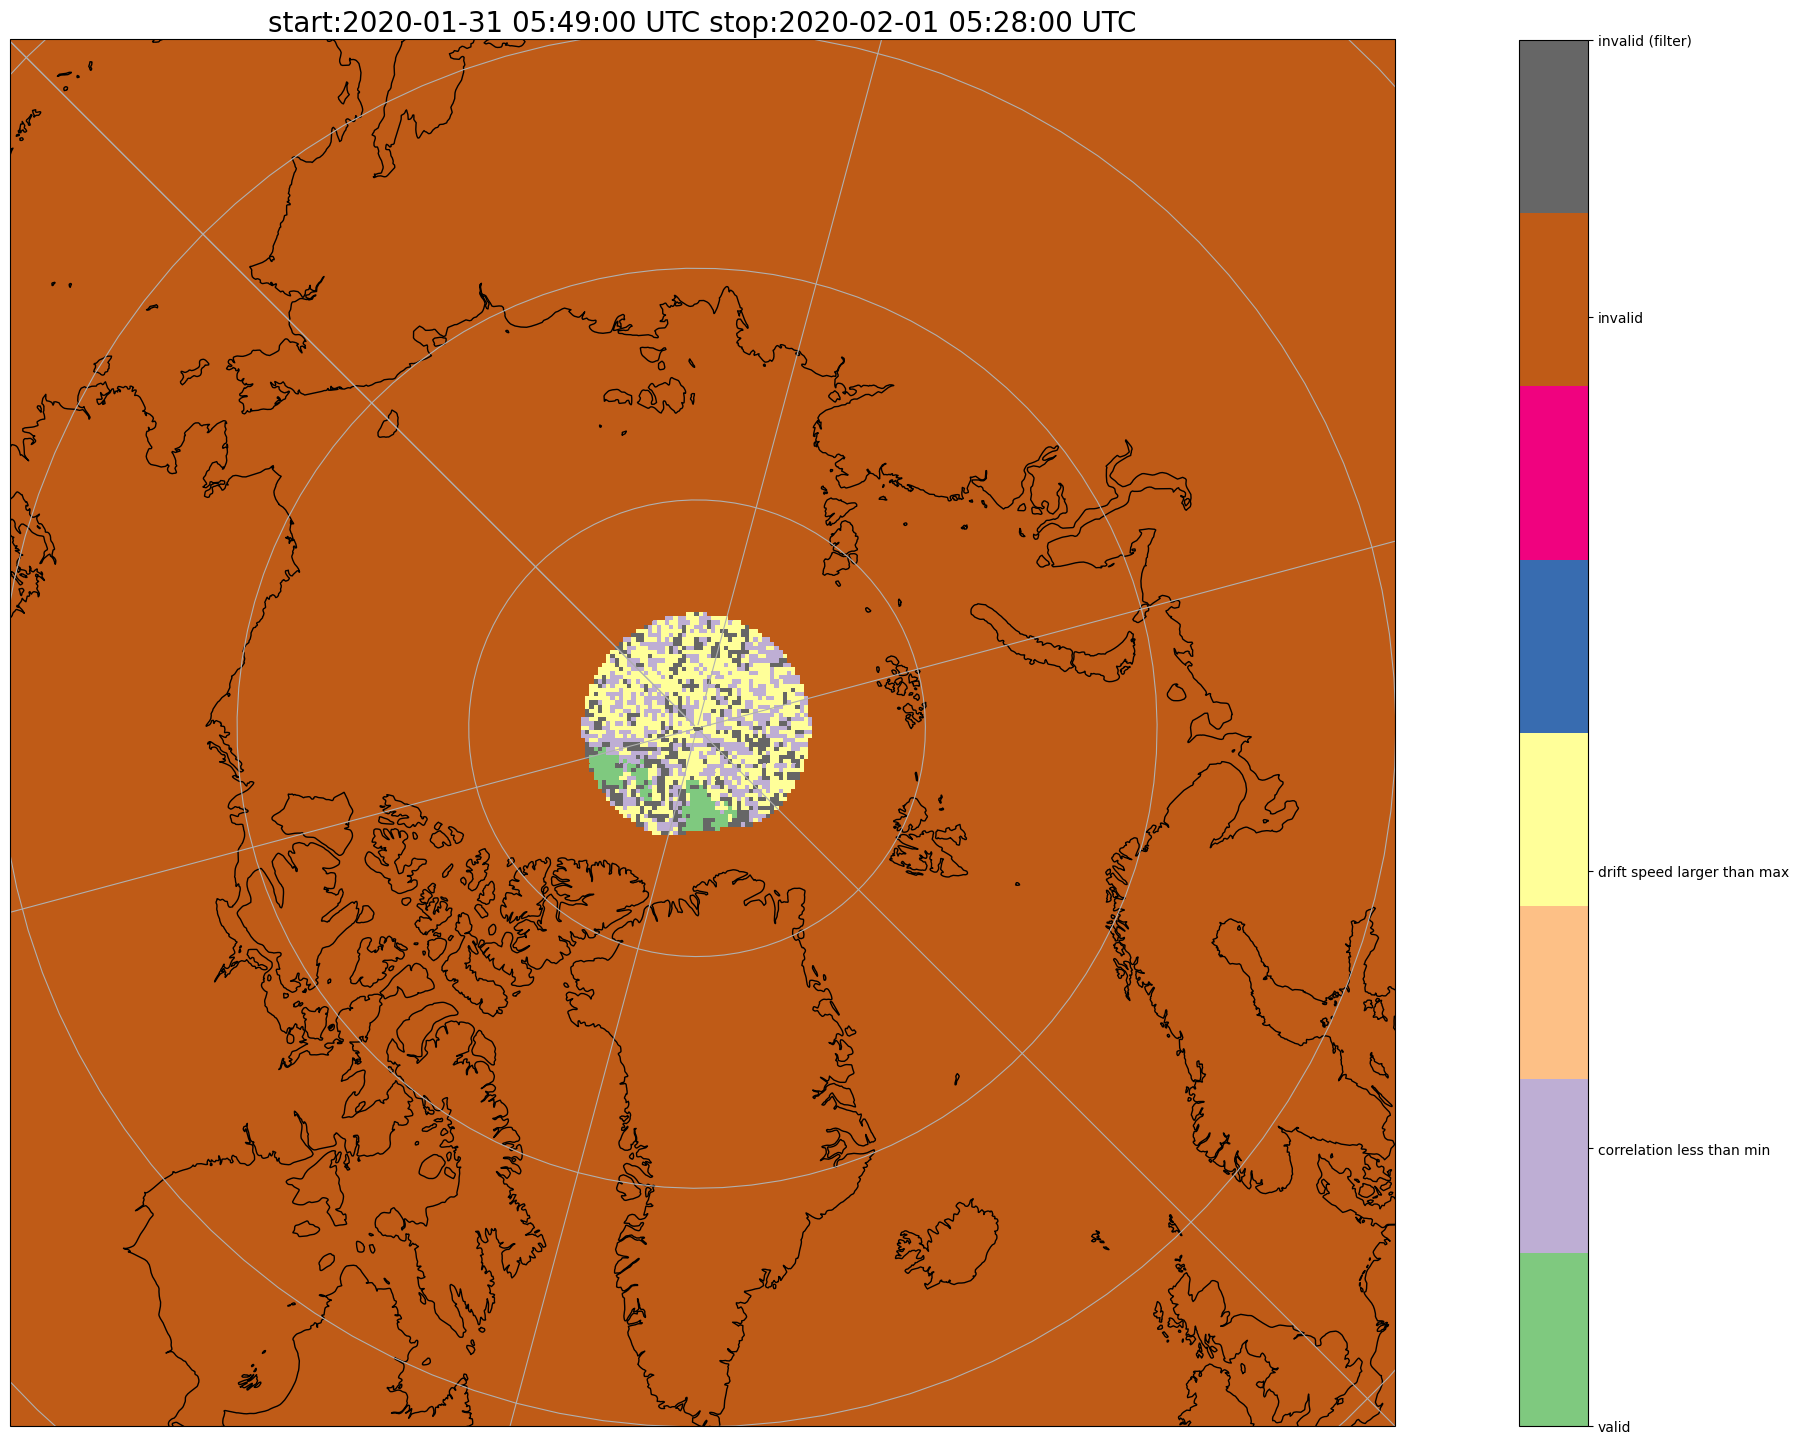 start:2020-01-31 05:49:00 UTC stop:2020-02-01 05:28:00 UTC
invalid (filter)
invalid
drift speed larger than max
correlation less than min
valid